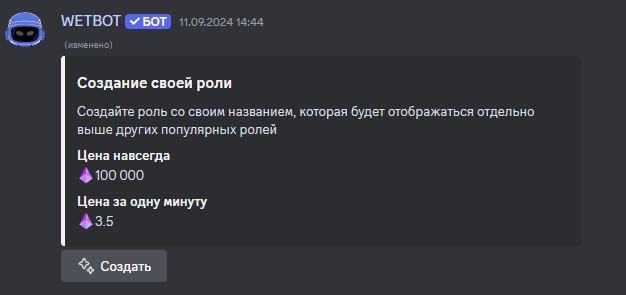 WETBOT ✓ БОТ 11.09.2024 14:44
(изменено)
Создание своей роли
Создайте роль со своим названием, которая будет отображаться отдельно
выше других популярных ролей
Цена навсегда
100 000
Цена за одну минуту
3.5
Создать